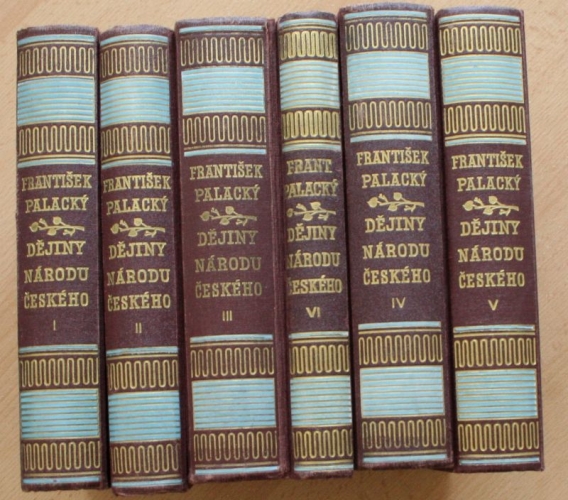 FRANTIŠEK
PALACKÝ
DĚJINY
NÁRODU
ČESKÉHO
I
FRANTIŠEK
PALACKÝ
DĚJINY
NÁRODU
ČESKÉHO
II
FRANTIŠEK
PALACKÝ
DĚJINY
NÁRODU
ČESKÉHO
III
FRANT.
PALACKÝ
DĚJINY
NÁRODU
ČESKÉHO
VI
FRANTIŠEK
PALACKÝ
DĚJINY
NÁRODU
ČESKÉHO
IV
FRANTIŠEK
PALACKÝ
DĚJINY
NÁRODU
ČESKÉHO
V